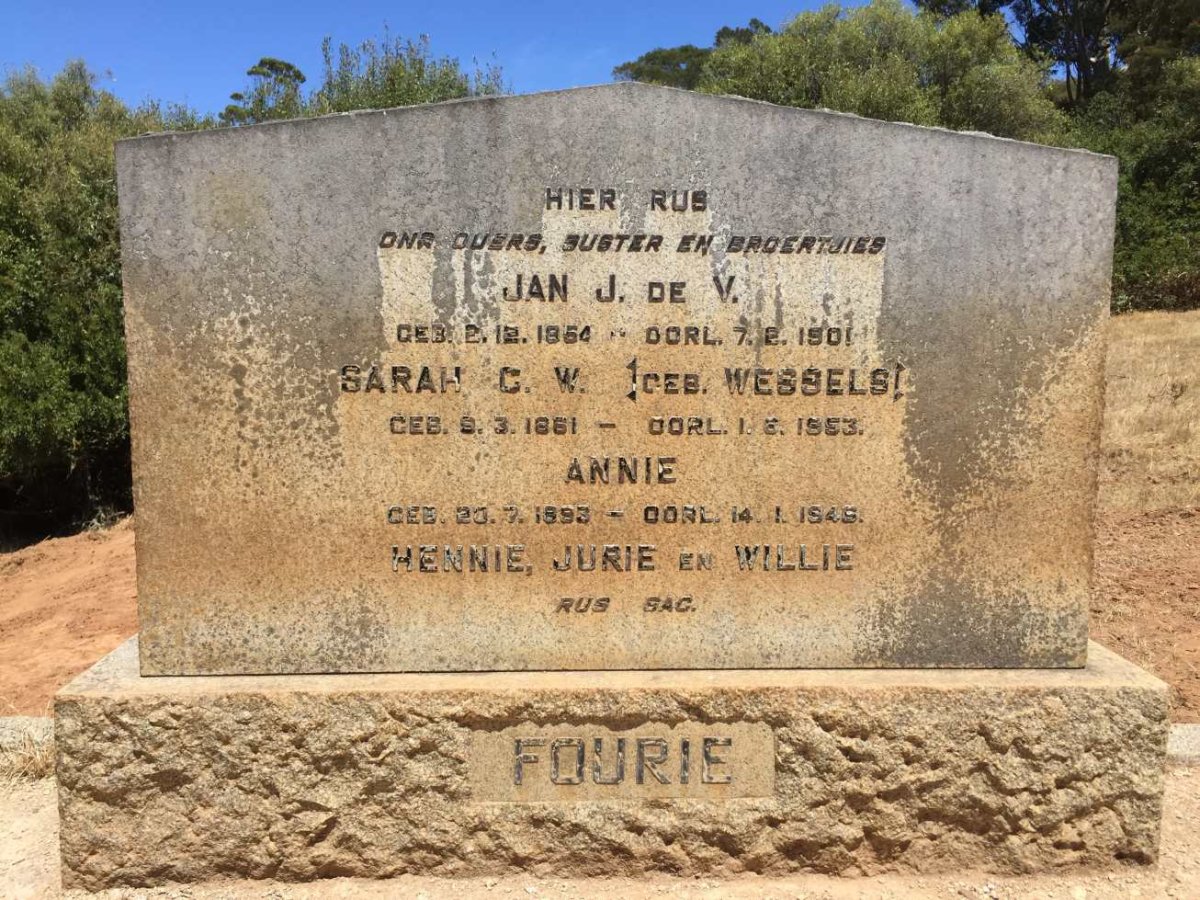 HIER RUS
ONS OUERS, SUSTER EN BROERTJIES
JAN J. DE V.
GEB. 2. 12. 1854 - OORL. 7. 2. 1901
SARAH C. W. (GEB. WESSELS)
GEB. 9. 3. 1861 - OORL. 1. 6. 1953.
ANNIE
GEB. 20. 7. 1893 - OORL. 14. 1. 1946.
HENNIE, JURIE EN WILLIE
RUS SAG.
FOURIE